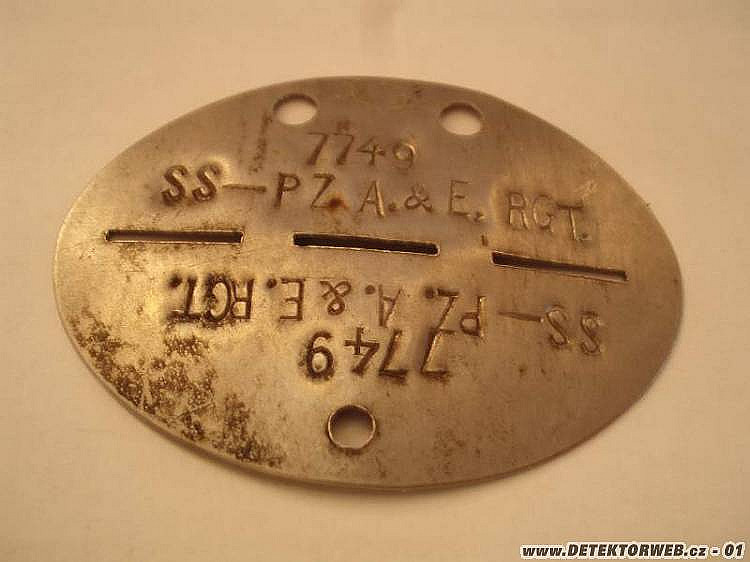 7749
SS-PZ. A. & E. RGT.
SS-PZ. A. & E. RGT.
7749
www.DETEKTORWEB.cz - 01